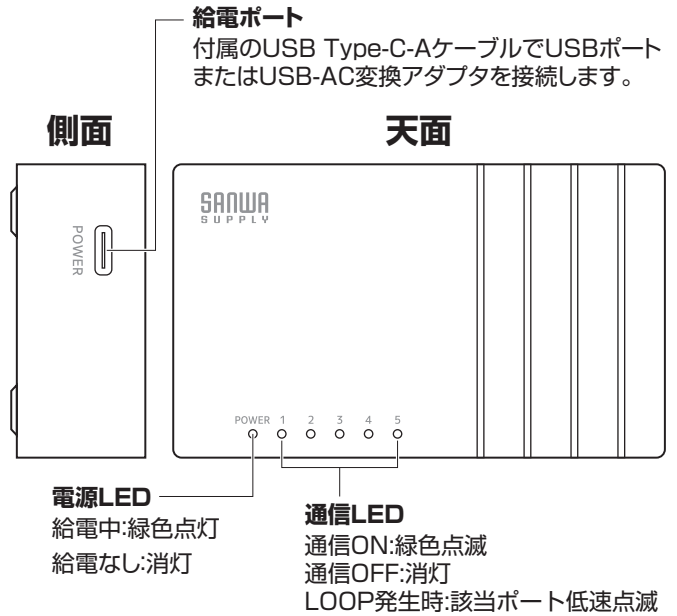 給電ポート
付属のUSB Type-C-AケーブルでUSBポート
またはUSB-AC変換アダプタを接続します。
側面
天面
POWER
SANWA
SUPPLY
POWER 1 2 3 4 5
電源LED
給電中:緑色点灯
給電なし:消灯
通信LED
通信ON:緑色点滅
通信OFF:消灯
LOOP発生時:該当ポート低速点滅